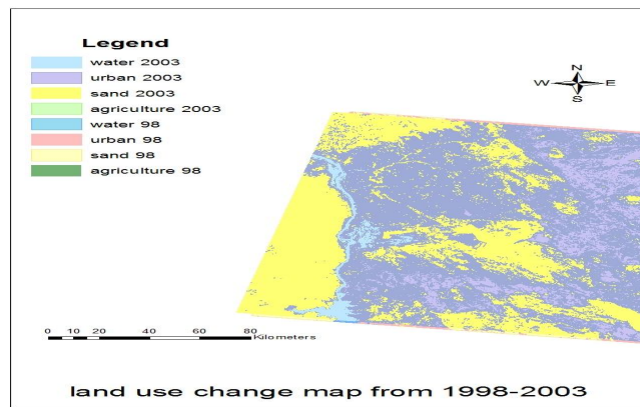 Legend
water 2003
urban 2003
sand 2003
agriculture 2003
water 98
urban 98
sand 98
agriculture 98
N
W E
S
0 10 20 40 60 80
Kilometers
land use change map from 1998-2003